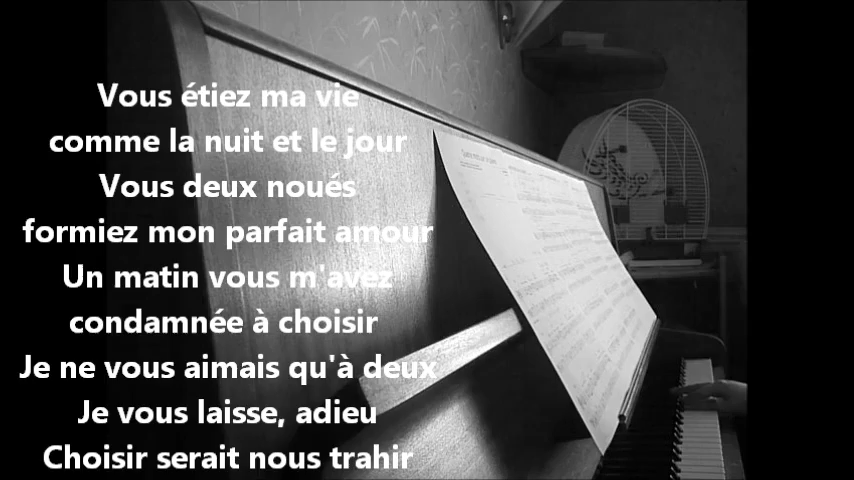 Vous étiez ma vie
comme la nuit et le jour
Vous deux noués
formiez mon parfait amour
Un matin vous m'avez
condamnée à choisir
Je ne vous aimais qu'à deux
Je vous laisse, adieu
Choisir serait nous trahir